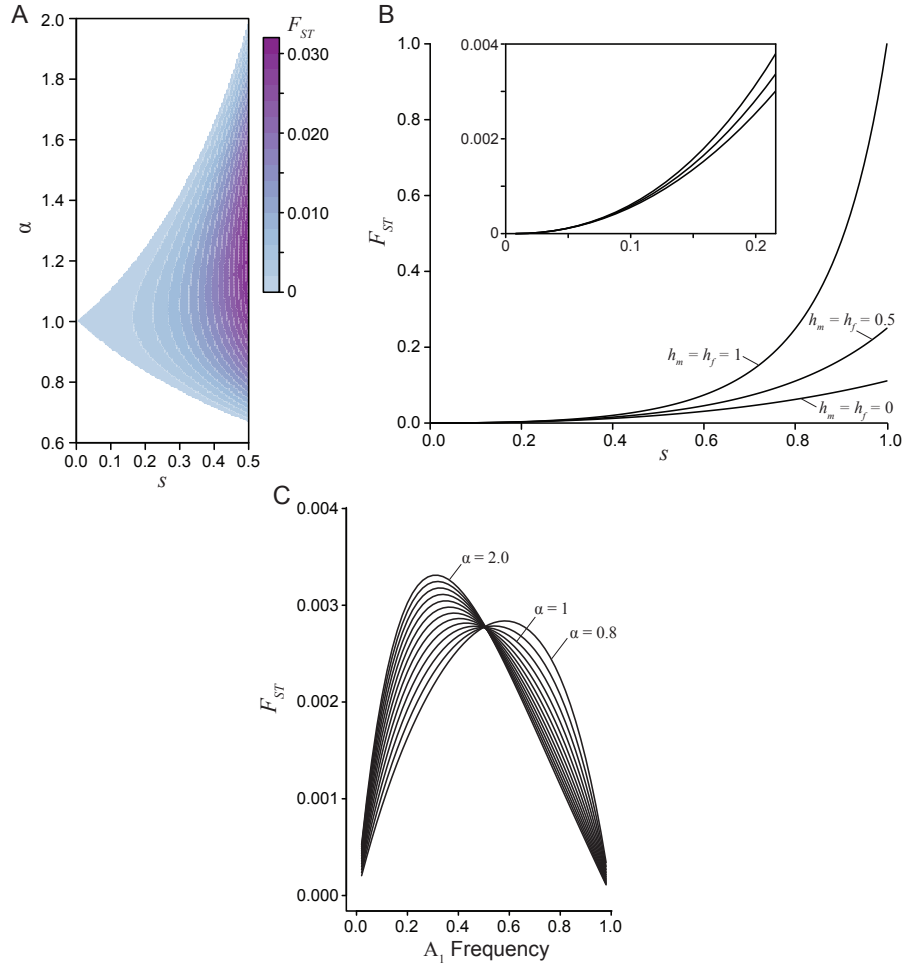 A
2.0
1.8
1.6
1.4
1.2
1.0
0.8
0.6
α
0.0 0.1 0.2 0.3 0.4 0.5
s
F_ST
0.030
0.020
0.010
0
B
1.0
0.8
0.6
0.4
0.2
0.0
F_ST
0.004
0.002
0
0 0.1 0.2
h_m = h_f = 1
h_m = h_f = 0.5
h_m = h_f = 0
0.0 0.2 0.4 0.6 0.8 1.0
s
C
0.004
0.003
0.002
0.001
0.000
F_ST
α = 2.0
α = 1
α = 0.8
0.0 0.2 0.4 0.6 0.8 1.0
A₁ Frequency